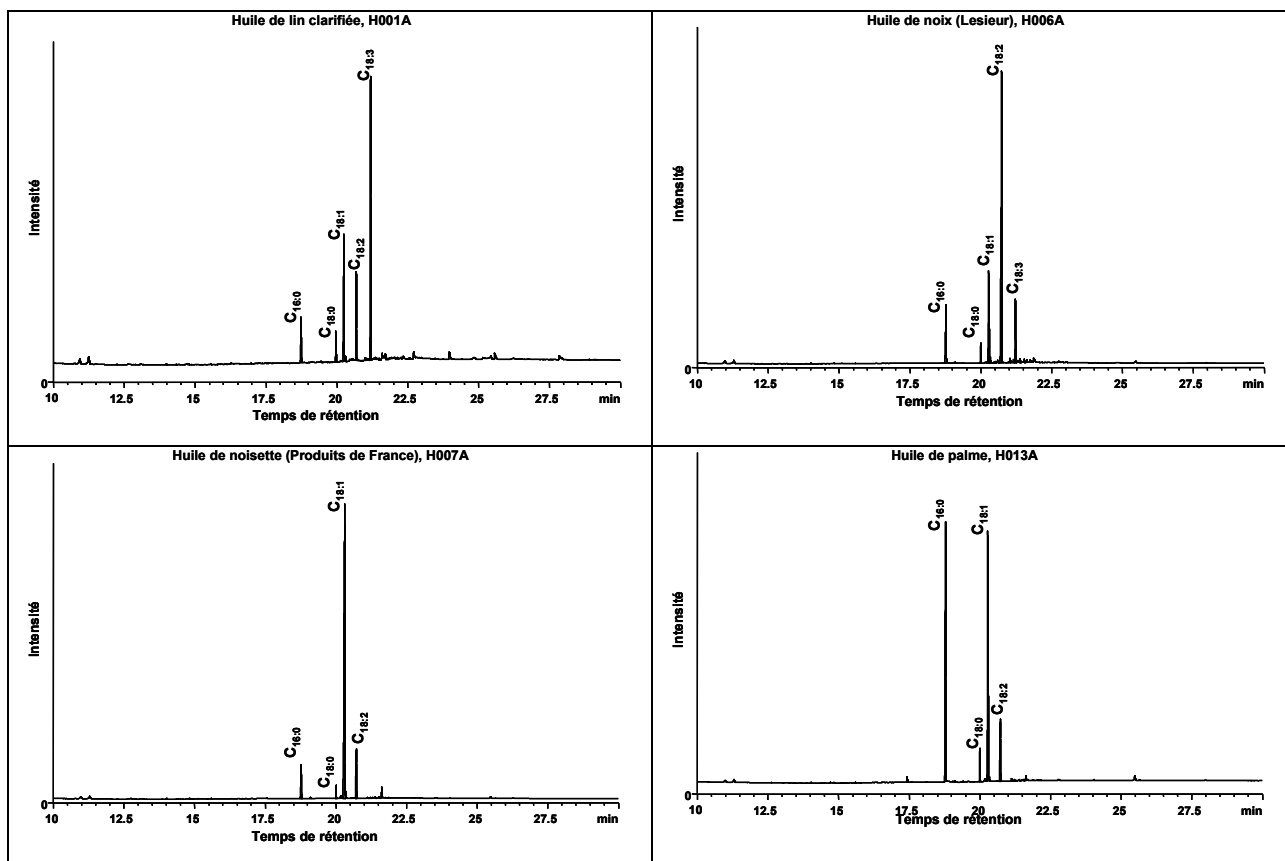 Huile de lin clarifiée, H001A
Intensité
C16:0
C18:0
C18:1
C18:2
C18:3
0
10 12.5 15 17.5 20 22.5 25 27.5 min
Temps de rétention
Huile de noix (Lesieur), H006A
Intensité
C16:0
C18:0
C18:1
C18:2
C18:3
0
10 12.5 15 17.5 20 22.5 25 27.5 min
Temps de rétention
Huile de noisette (Produits de France), H007A
Intensité
C16:0
C18:0
C18:1
C18:2
0
10 12.5 15 17.5 20 22.5 25 27.5 min
Temps de rétention
Huile de palme, H013A
Intensité
C16:0
C18:0
C18:1
C18:2
0
10 12.5 15 17.5 20 22.5 25 27.5 min
Temps de rétention